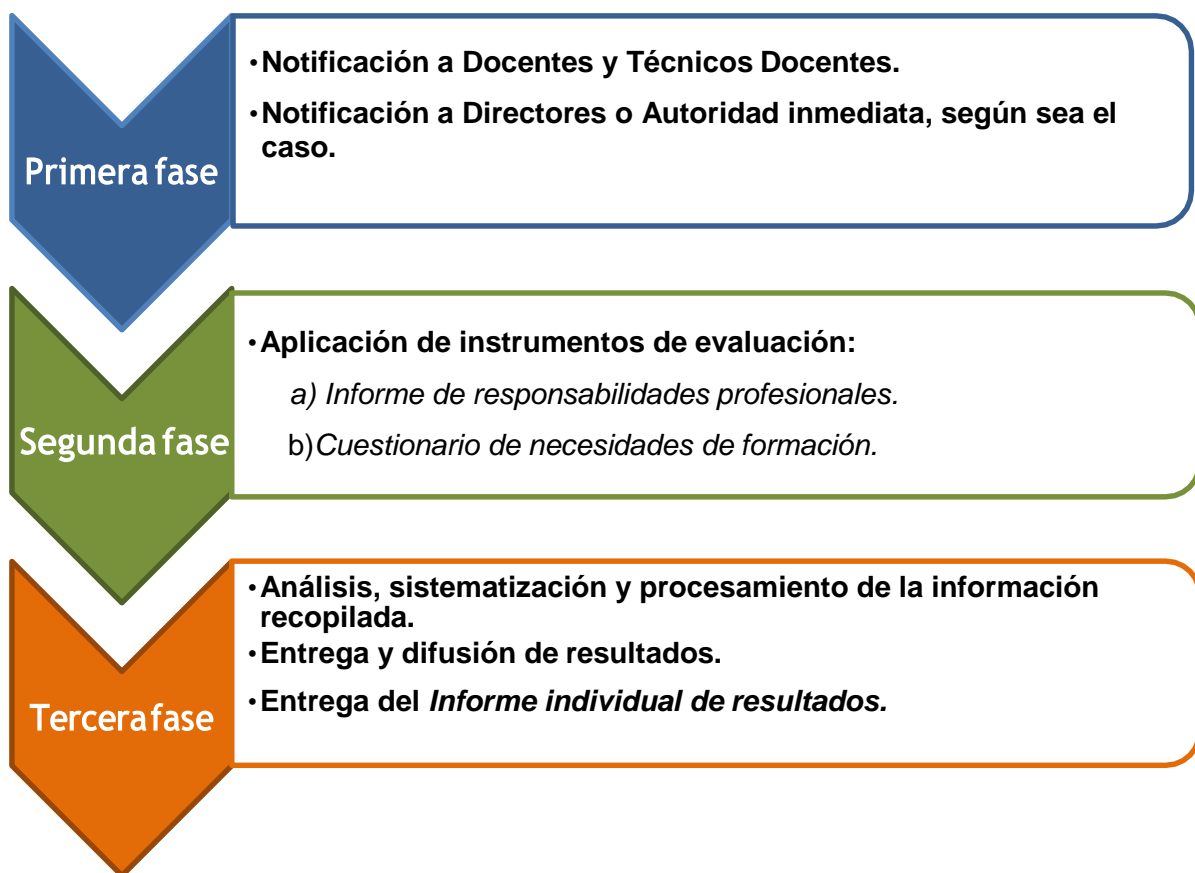 Primera fase
•Notificación a Docentes y Técnicos Docentes.
•Notificación a Directores o Autoridad inmediata, según sea el
caso.
Segunda fase
•Aplicación de instrumentos de evaluación:
a) Informe de responsabilidades profesionales.
b)Cuestionario de necesidades de formación.
Tercera fase
•Análisis, sistematización y procesamiento de la información
recopilada.
•Entrega y difusión de resultados.
•Entrega del Informe individual de resultados.